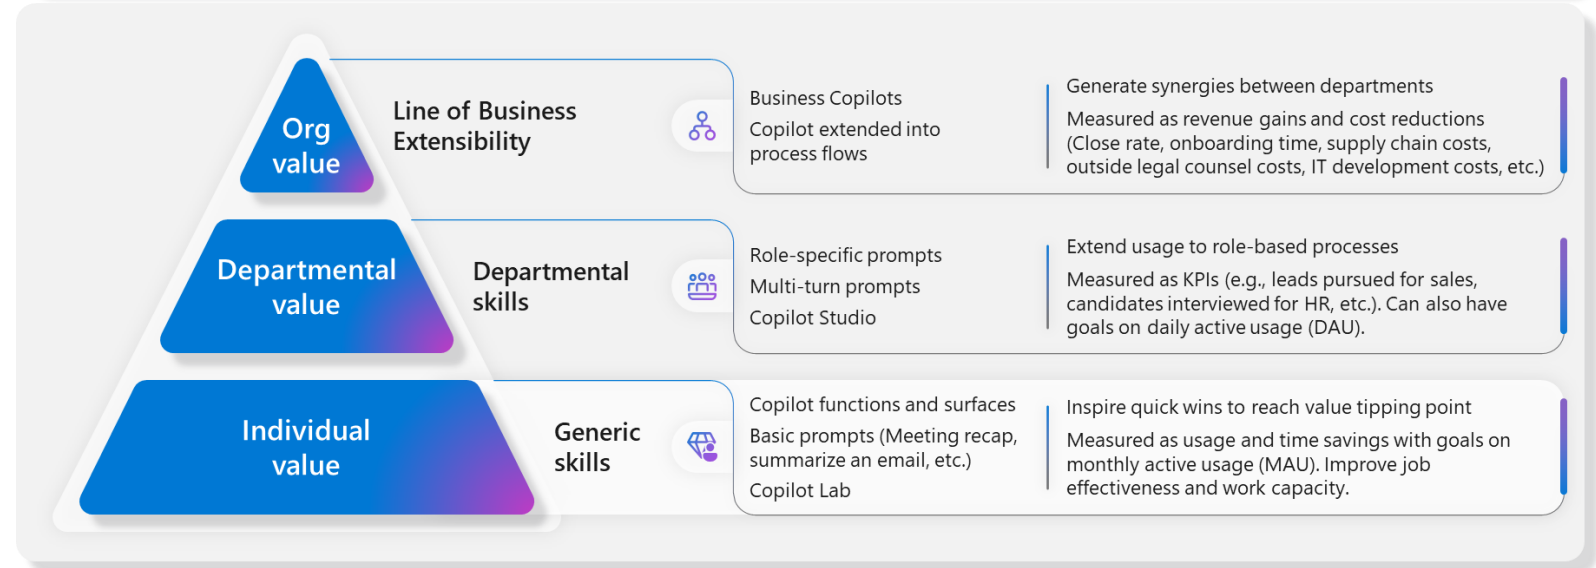 Org
value
Line of Business
Extensibility
Business Copilots
Copilot extended into
process flows
Generate synergies between departments
Measured as revenue gains and cost reductions
(Close rate, onboarding time, supply chain costs,
outside legal counsel costs, IT development costs, etc.)
Departmental
value
Departmental
skills
Role-specific prompts
Multi-turn prompts
Copilot Studio
Extend usage to role-based processes
Measured as KPIs (e.g., leads pursued for sales,
candidates interviewed for HR, etc.). Can also have
goals on daily active usage (DAU).
Individual
value
Generic
skills
Copilot functions and surfaces
Basic prompts (Meeting recap,
summarize an email, etc.)
Copilot Lab
Inspire quick wins to reach value tipping point
Measured as usage and time savings with goals on
monthly active usage (MAU). Improve job
effectiveness and work capacity.